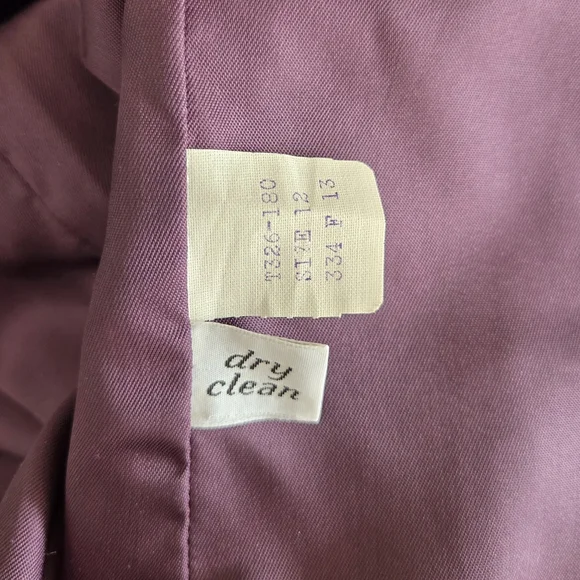 T326-180
SIZE 12
334 F 13
dry
clean